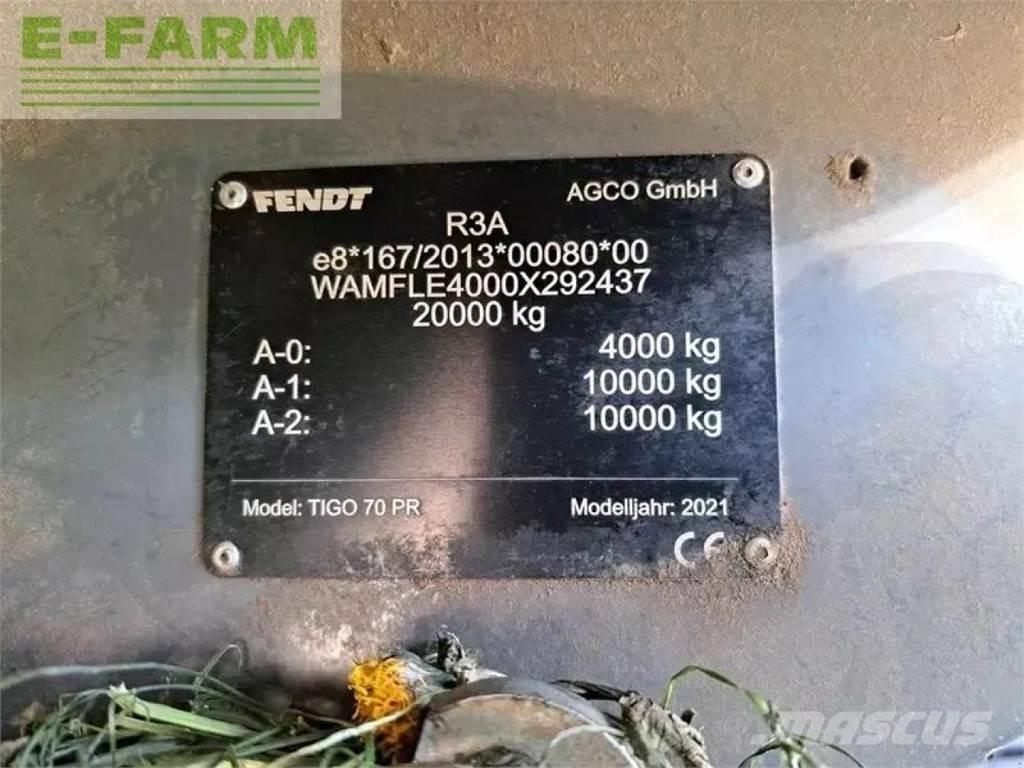 E-FARM
FENDT
AGCO GmbH
R3A
e8*167/2013*00080*00
WAMFLE4000X292437
20000 kg
A-0: 4000 kg
A-1: 10000 kg
A-2: 10000 kg
Model: TIGO 70 PR
Modelljahr: 2021
CE
MASCUS